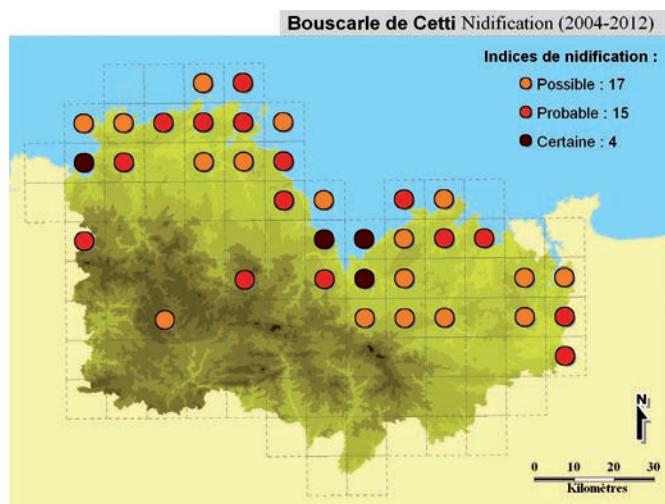 Bouscarle de Cetti Nidification (2004-2012)
Indices de nidification :
Possible : 17
Probable : 15
Certaine : 4
N
0 10 20 30
Kilomètres